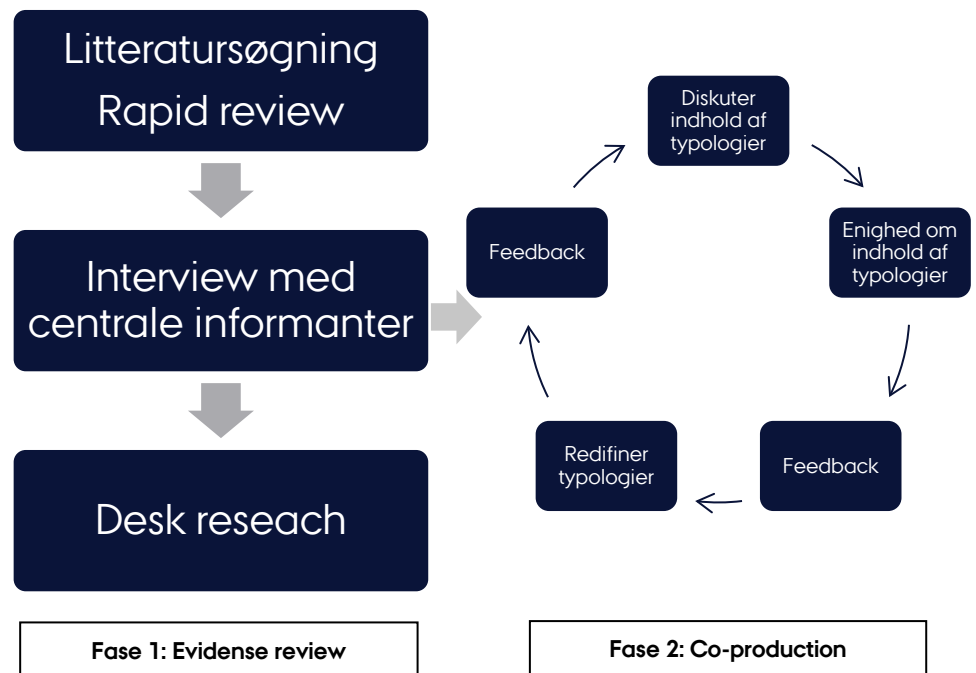 Litteratursøgning
Rapid review
Interview med
centrale informanter
Desk reseach
Fase 1: Evidense review
Diskuter
indhold af
typologier
Enighed om
indhold af
typologier
Feedback
Redifiner
typologier
Feedback
Fase 2: Co-production